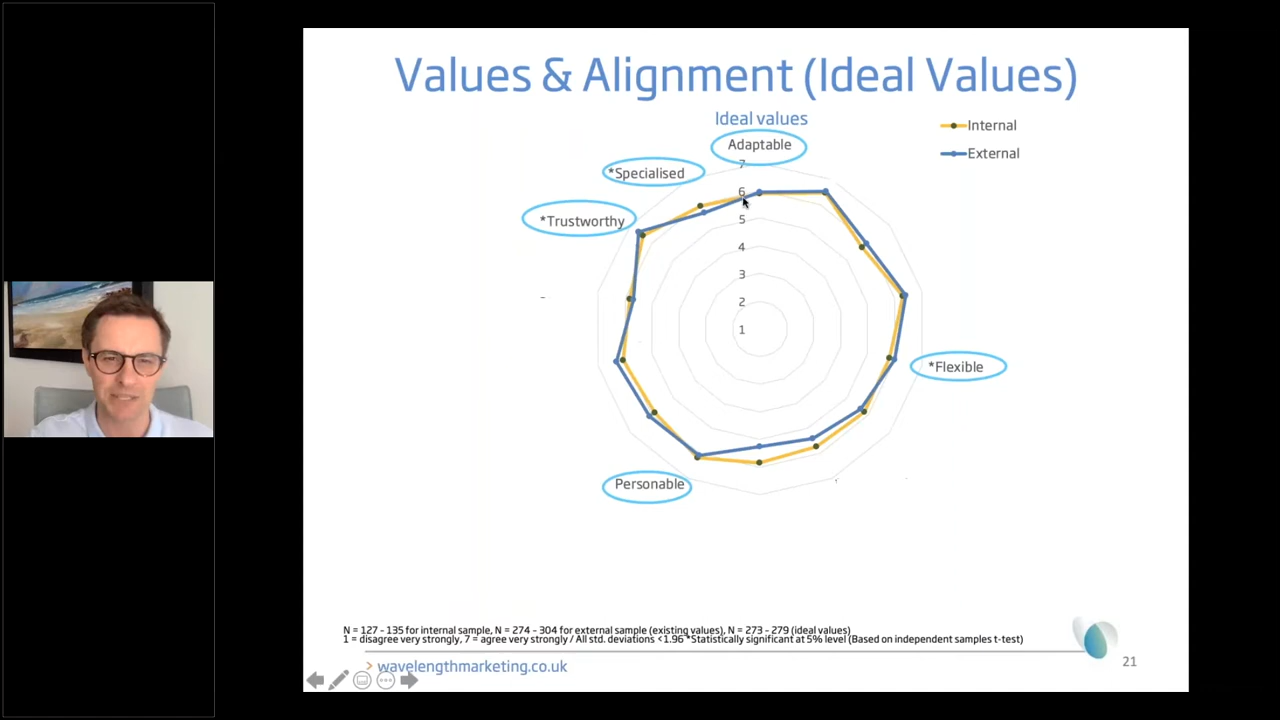 Values & Alignment (Ideal Values)
Ideal values
Internal
External
Adaptable
*Specialised
*Trustworthy
*Flexible
Personable
7
6
5
4
3
2
1
N = 127 - 135 for internal sample, N = 274 - 304 for external sample (existing values), N = 273 - 279 (ideal values)
1 = disagree very strongly, 7 = agree very strongly / All std. deviations <1.96 *Statistically significant at 5% level (Based on independent samples t-test)
> wavelengthmarketing.co.uk
21